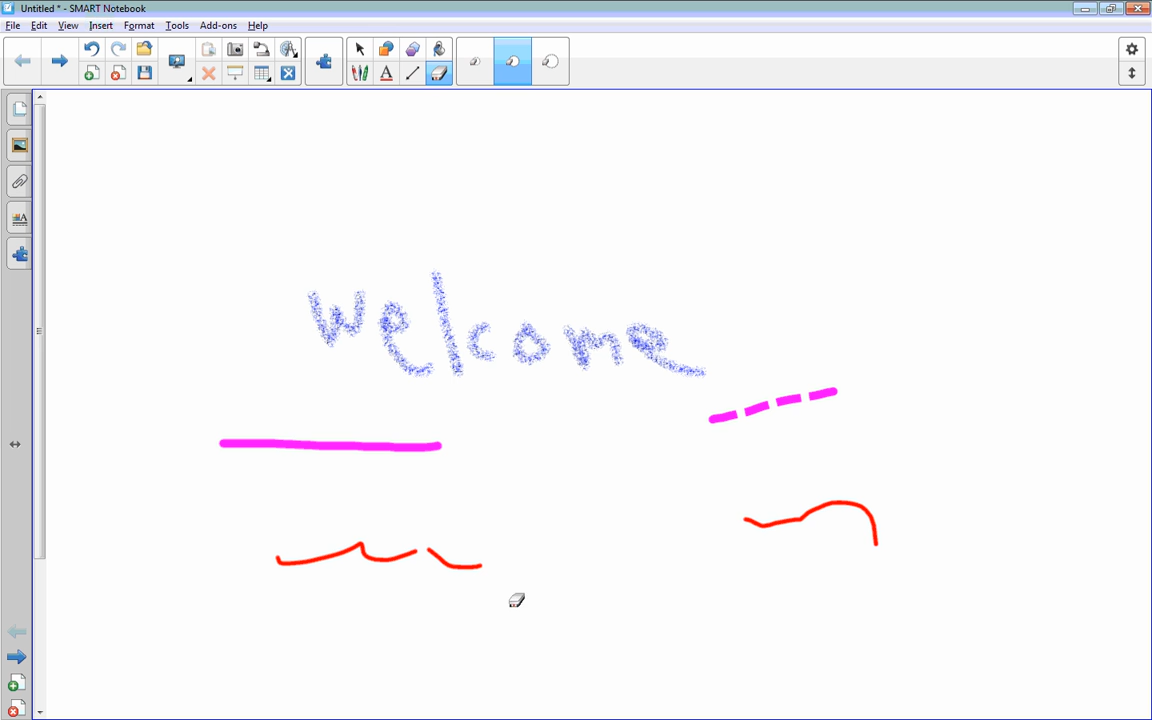 Untitled * - SMART Notebook
File Edit View Insert Format Tools Add-ons Help
welcome